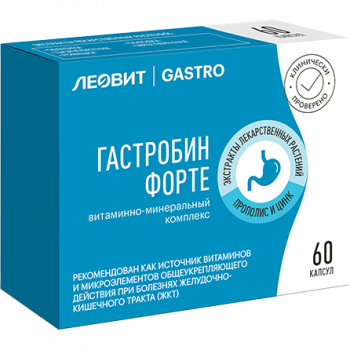 ЛЕОВИТ | GASTRO
60
КАПСУЛ
КЛИНИЧЕСКИ
ПРОВЕРЕНО
ГАСТРОБИН
ФОРТЕ
витаминно-минеральный
комплекс
ЭКСТРАКТЫ ЛЕКАРСТВЕННЫХ РАСТЕНИЙ
ПРОПОЛИС И ЦИНК
РЕКОМЕНДОВАН КАК ИСТОЧНИК ВИТАМИНОВ
И МИКРОЭЛЕМЕНТОВ ОБЩЕУКРЕПЛЯЮЩЕГО
ДЕЙСТВИЯ ПРИ БОЛЕЗНЯХ ЖЕЛУДОЧНО-
КИШЕЧНОГО ТРАКТА (ЖКТ)
60
КАПСУЛ